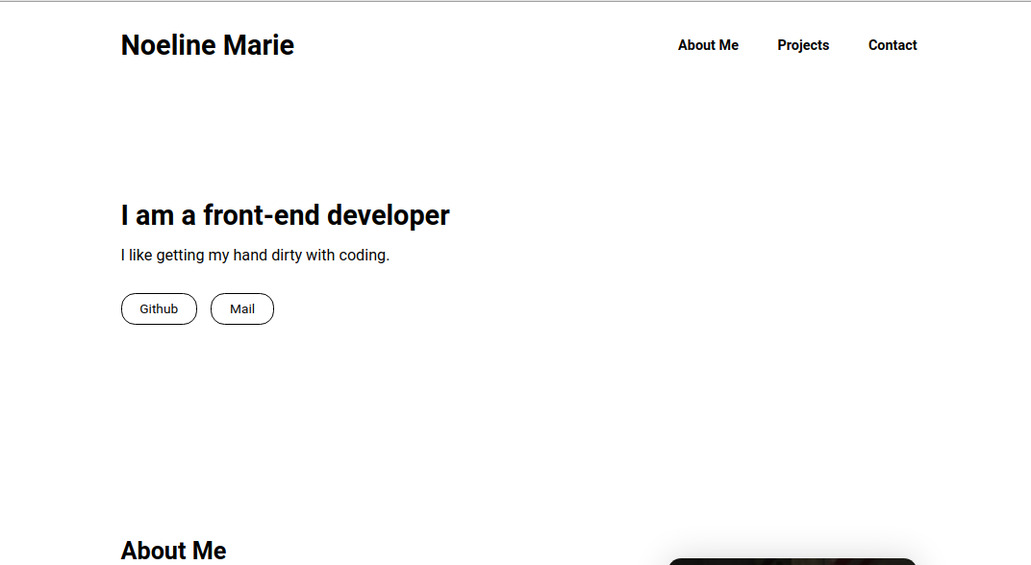 Noeline Marie
About Me Projects Contact
I am a front-end developer
I like getting my hand dirty with coding.
Github Mail
About Me